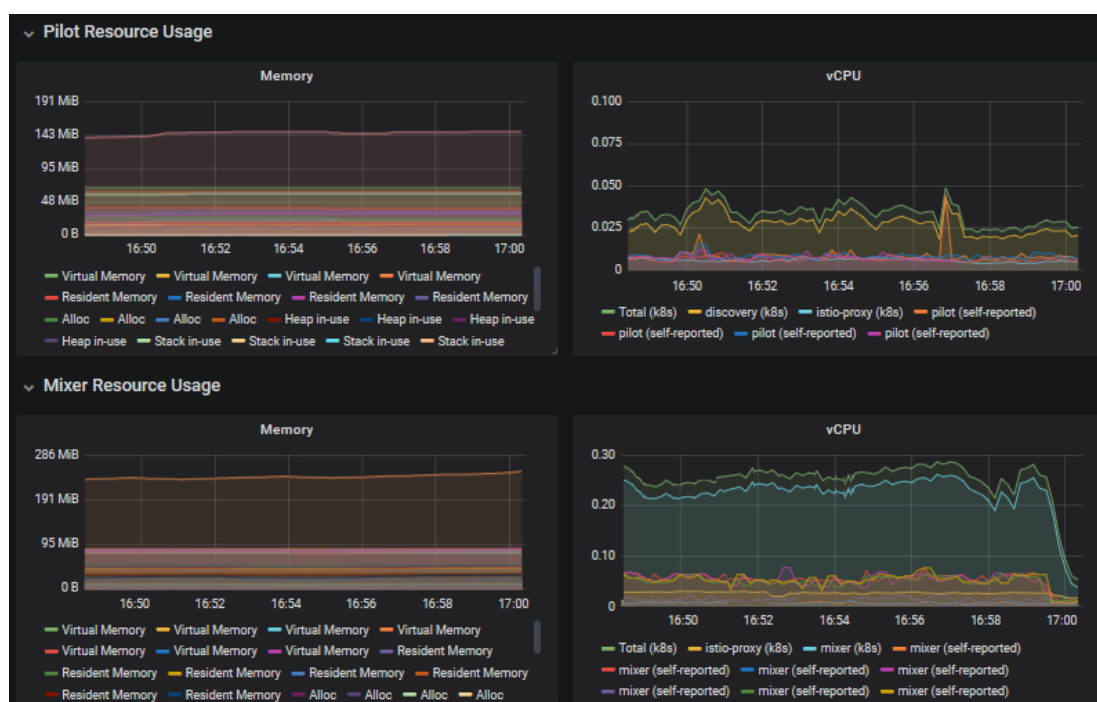 Pilot Resource Usage
Memory
191 MiB
143 MiB
95 MiB
48 MiB
0 B
16:50 16:52 16:54 16:56 16:58 17:00
Virtual Memory Virtual Memory Virtual Memory Virtual Memory
Resident Memory Resident Memory Resident Memory Resident Memory
Alloc Alloc Alloc Alloc Heap in-use Heap in-use Heap in-use
Heap in-use Stack in-use Stack in-use Stack in-use Stack in-use
vCPU
0.100
0.075
0.050
0.025
0
16:50 16:52 16:54 16:56 16:58 17:00
Total (k8s) discovery (k8s) istio-proxy (k8s) pilot (self-reported)
pilot (self-reported) pilot (self-reported) pilot (self-reported)
Mixer Resource Usage
Memory
286 MiB
191 MiB
95 MiB
0 B
16:50 16:52 16:54 16:56 16:58 17:00
Virtual Memory Virtual Memory Virtual Memory Virtual Memory
Virtual Memory Virtual Memory Virtual Memory Resident Memory
Resident Memory Resident Memory Resident Memory Resident Memory
Resident Memory Resident Memory Alloc Alloc Alloc Alloc
vCPU
0.30
0.20
0.10
0
16:50 16:52 16:54 16:56 16:58 17:00
Total (k8s) istio-proxy (k8s) mixer (k8s) mixer (self-reported)
mixer (self-reported) mixer (self-reported) mixer (self-reported)
mixer (self-reported) mixer (self-reported) mixer (self-reported)